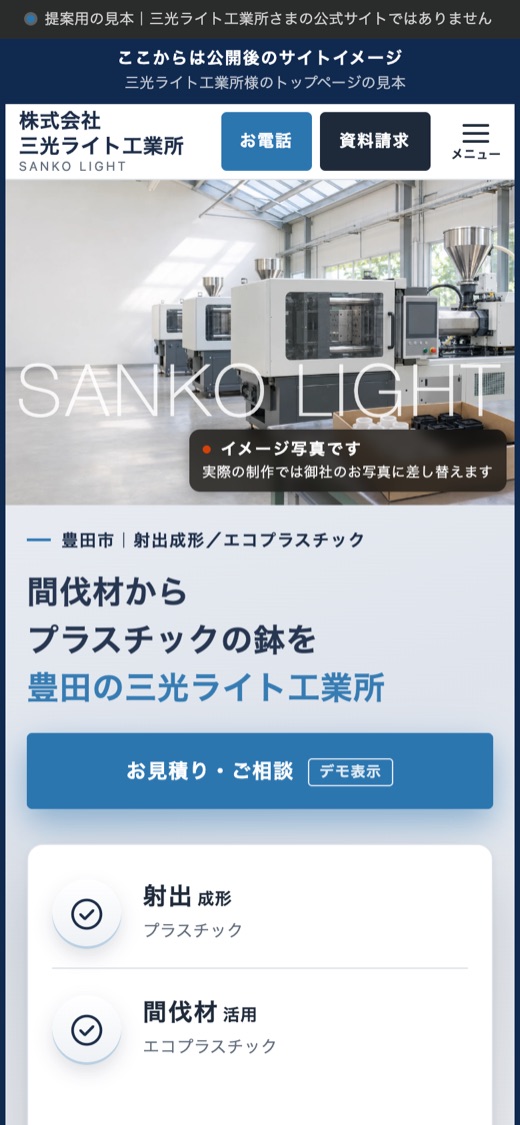 提案用の見本｜三光ライト工業所さまの公式サイトではありません
ここからは公開後のサイトイメージ
三光ライト工業所様のトップページの見本
株式会社
三光ライト工業所
SANKO LIGHT
お電話
資料請求
メニュー
SANKO LIGHT
イメージ写真です
実際の制作では御社のお写真に差し替えます
豊田市｜射出成形／エコプラスチック
間伐材から
プラスチックの鉢を
豊田の三光ライト工業所
お見積り・ご相談 デモ表示
射出 成形
プラスチック
間伐材 活用
エコプラスチック